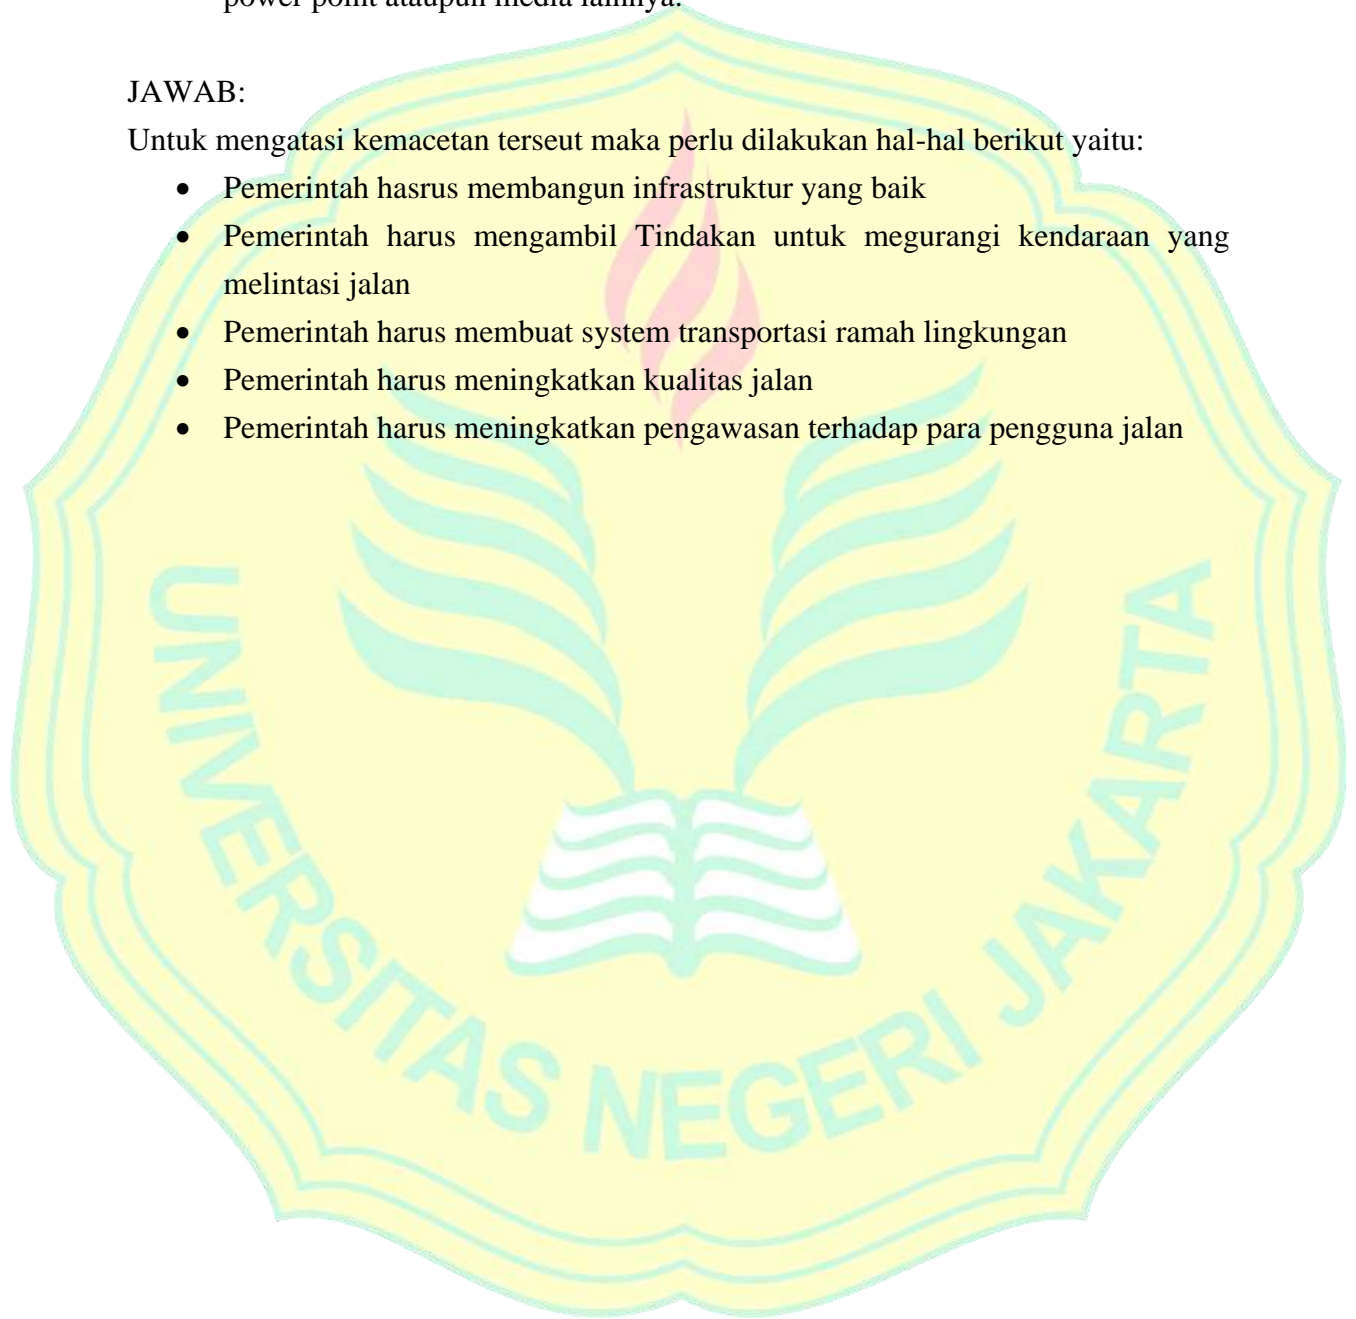 power point ataupun media lainnya.
JAWAB:
Untuk mengatasi kemacetan terseut maka perlu dilakukan hal-hal berikut yaitu:
• Pemerintah hasrus membangun infrastruktur yang baik
• Pemerintah harus mengambil Tindakan untuk megurangi kendaraan yang
melintasi jalan
• Pemerintah harus membuat system transportasi ramah lingkungan
• Pemerintah harus meningkatkan kualitas jalan
• Pemerintah harus meningkatkan pengawasan terhadap para pengguna jalan
UNIVERSITAS NEGERI JAKARTA